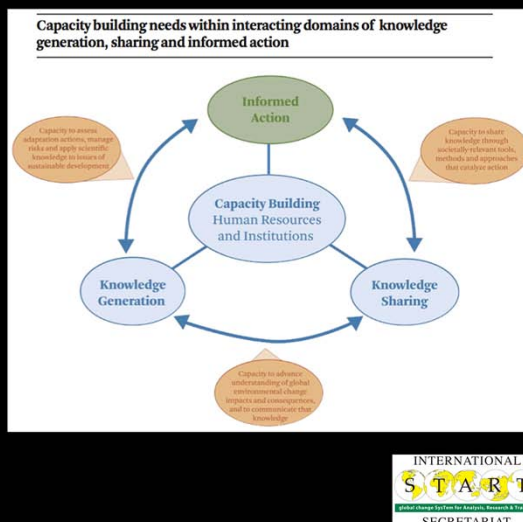 Capacity building needs within interacting domains of knowledge
generation, sharing and informed action
Informed
Action
Capacity to assess
adaptation actions, manage
risks and apply scientific
knowledge to issues of
sustainable development
Capacity to share
knowledge through
societally relevant tools,
methods and approaches
that catalyze action
Capacity Building
Human Resources
and Institutions
Knowledge
Generation
Knowledge
Sharing
Capacity to advance
understanding of global
environmental change
impacts and consequences,
and to communicate that
knowledge
INTERNATIONAL
START
global change SysTem for Analysis, Research &
SECRETARIAT